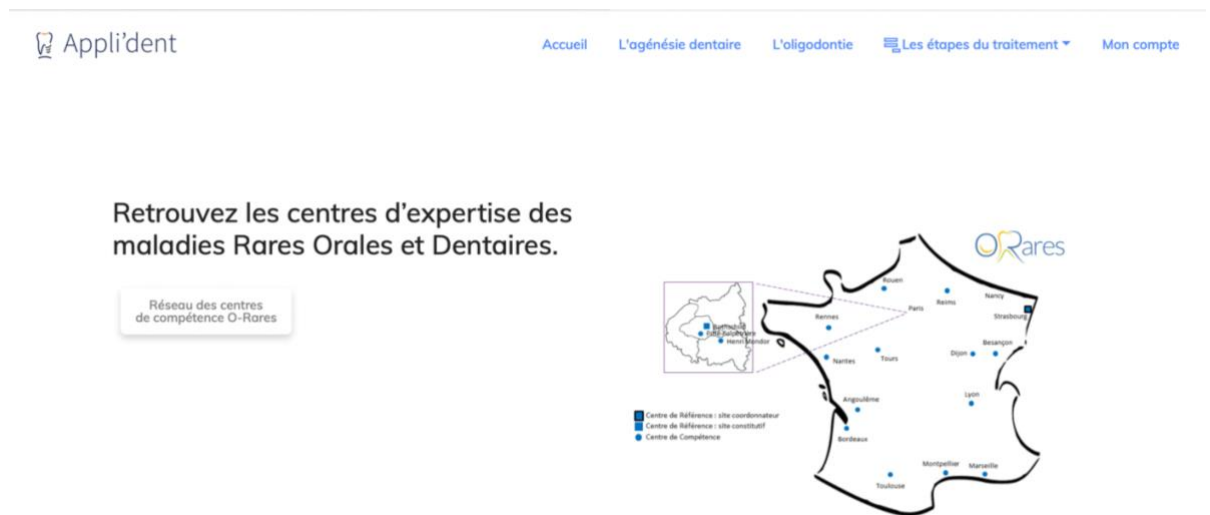 Appli'dent
Accueil
L'agénésie dentaire
L'oligodontie
Les étapes du traitement
Mon compte
Retrouvez les centres d'expertise des
maladies Rares Orales et Dentaires.
Réseau des centres
de compétence O-Rares
ORares
Rouen
Reims
Nancy
Paris
Strasbourg
Rennes
Rothschild
Pitié Salpêtrière
Henri Mondor
Besançon
Dijon
Nantes
Tours
Angoulême
Lyon
Centre de Référence : site coordonnateur
Centre de Référence : site constitutif
Centre de Compétence
Bordeaux
Montpellier
Marseille
Toulouse